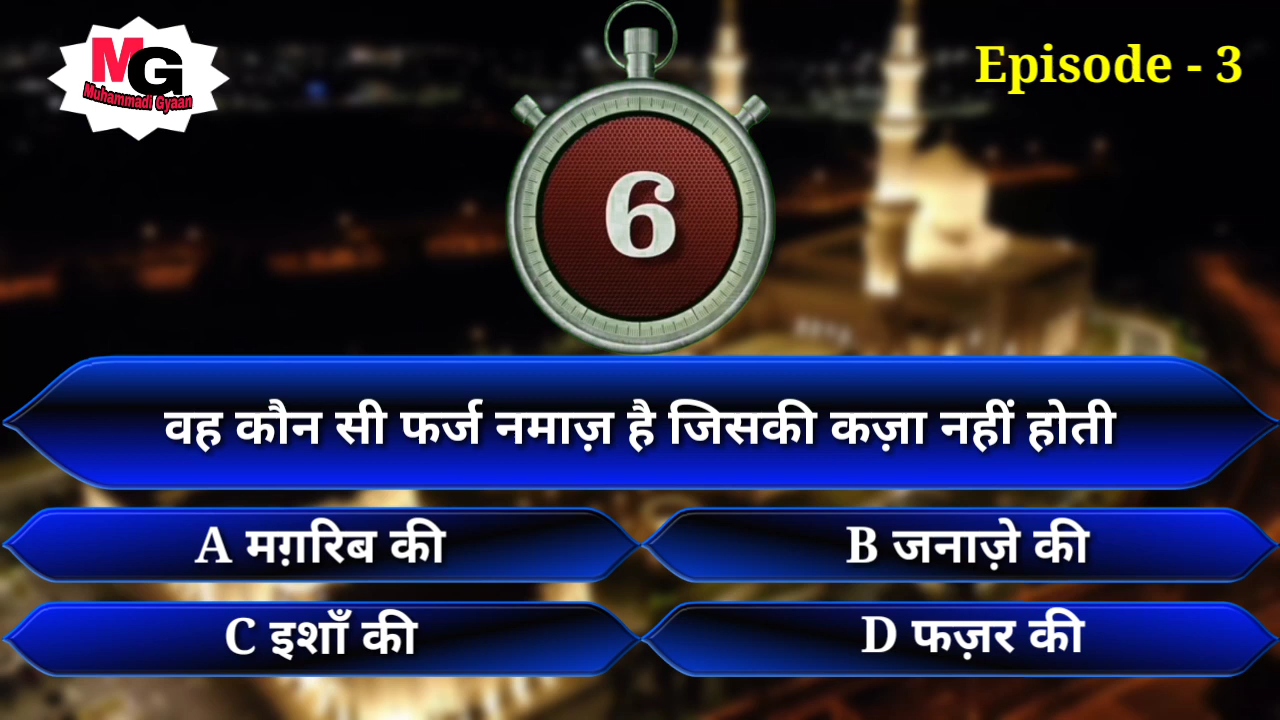 MG
Muhammadi Gyaan
Episode - 3
6
वह कौन सी फर्ज नमाज़ है जिसकी कज़ा नहीं होती
A मग़रिब की
B जनाज़े की
C इशाँ की
D फज़र की